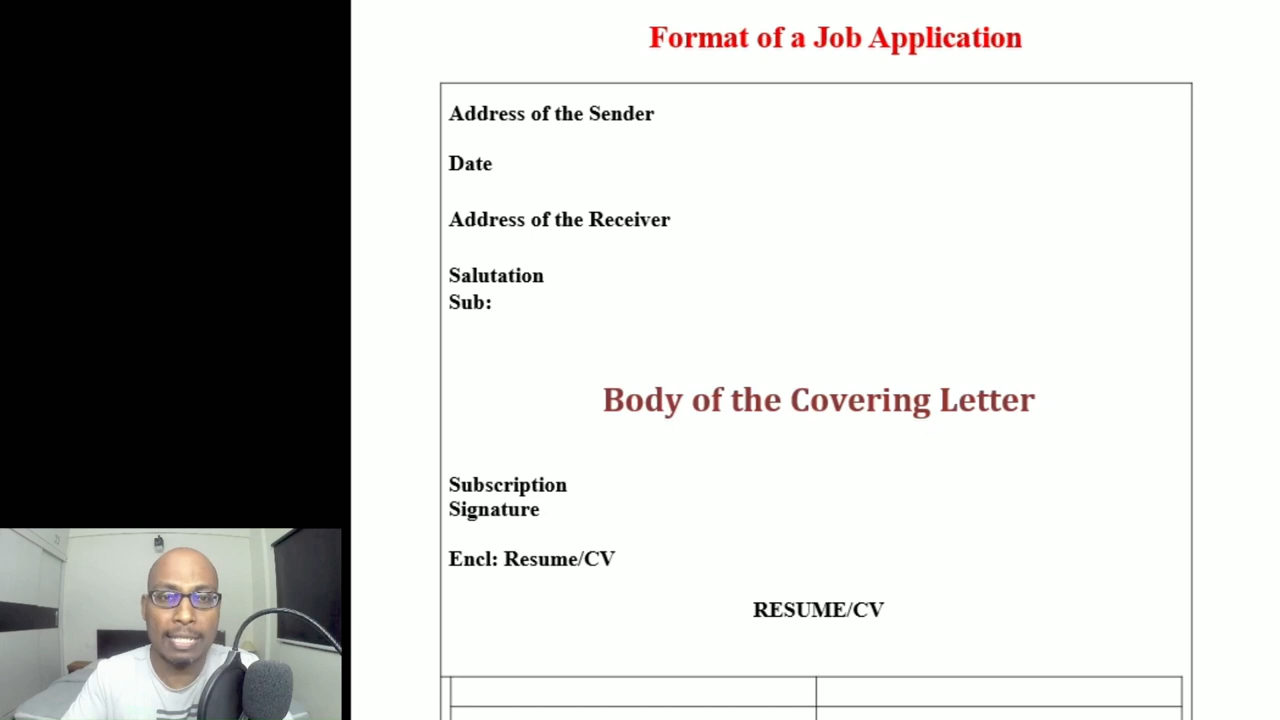 Format of a Job Application
Address of the Sender
Date
Address of the Receiver
Salutation
Sub:
Body of the Covering Letter
Subscription
Signature
Encl: Resume/CV
RESUME/CV